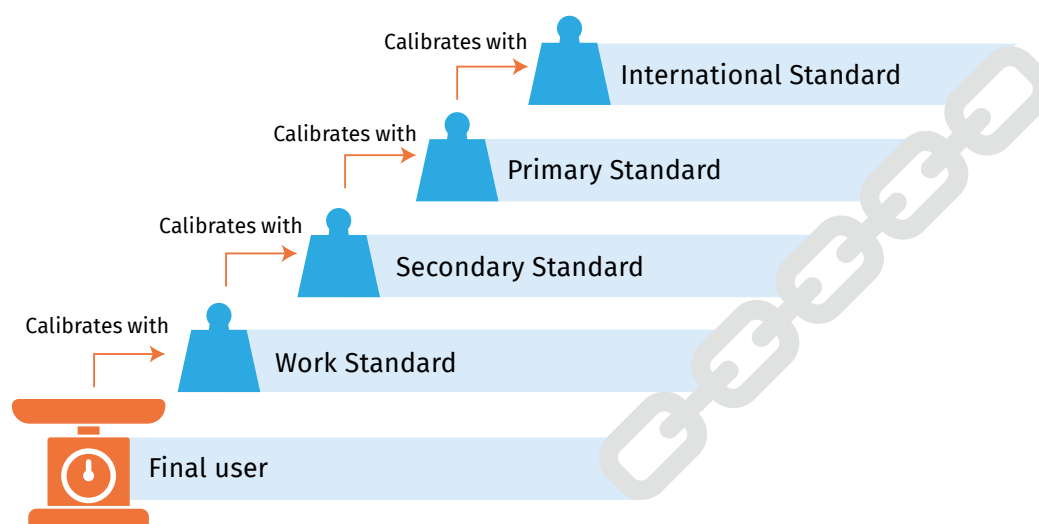 Calibrates with
International Standard
Calibrates with
Primary Standard
Calibrates with
Secondary Standard
Calibrates with
Work Standard
Final user